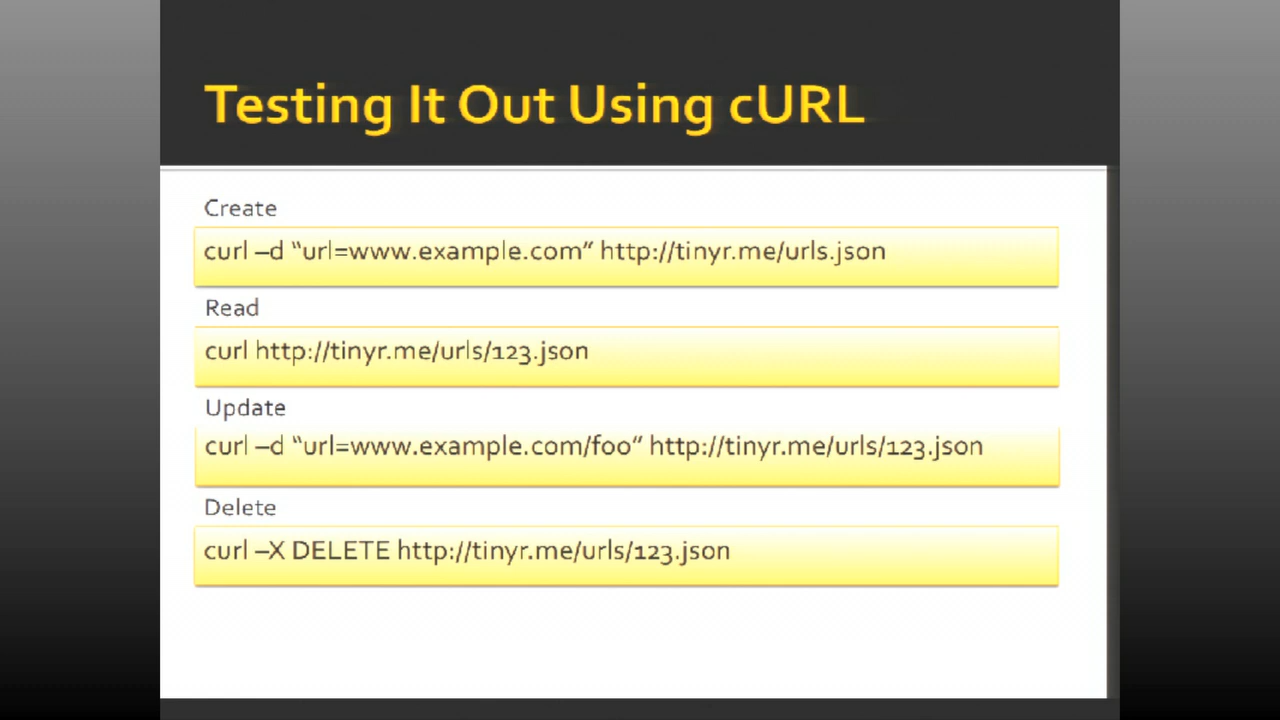 Testing It Out Using cURL
Create
curl –d “url=www.example.com” http://tinyr.me/urls.json
Read
curl http://tinyr.me/urls/123.json
Update
curl –d “url=www.example.com/foo” http://tinyr.me/urls/123.json
Delete
curl –X DELETE http://tinyr.me/urls/123.json